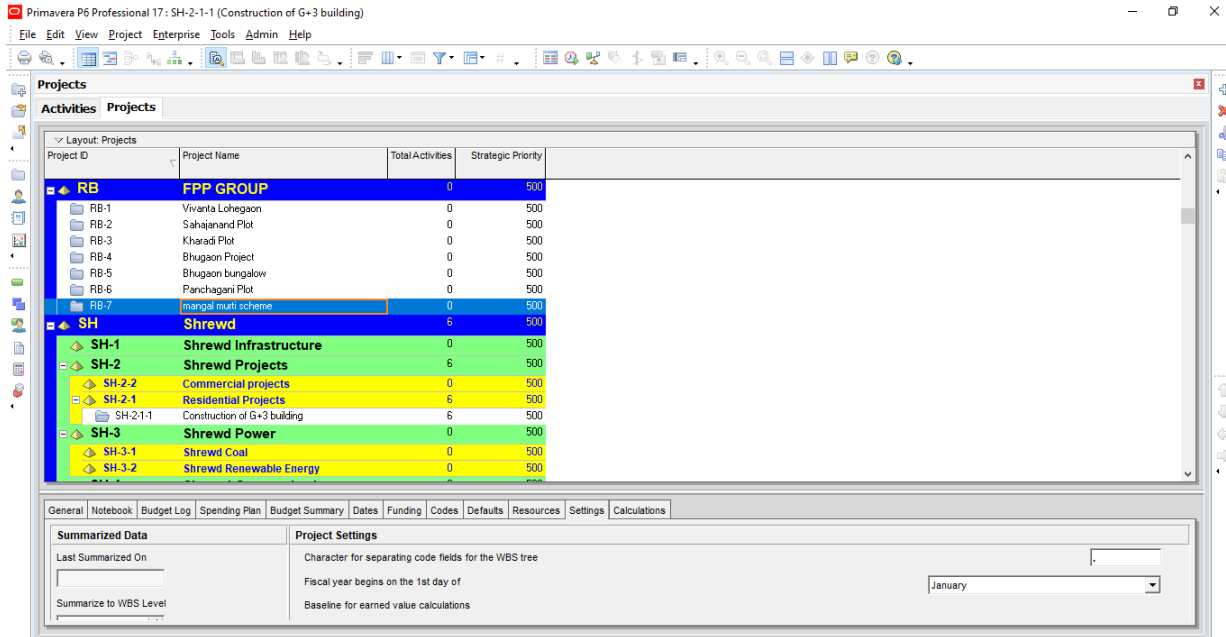 Primavera P6 Professional 17 : SH-2-1-1 (Construction of G+3 building)
File Edit View Project Enterprise Tools Admin Help
Projects
Activities Projects
Layout: Projects
Project ID Project Name Total Activities Strategic Priority
RB FPP GROUP 0 500
RB-1 Vivanta Lohegaon 0 500
RB-2 Sahajanand Plot 0 500
RB-3 Kharadi Plot 0 500
RB-4 Bhugaon Project 0 500
RB-5 Bhugaon bungalow 0 500
RB-6 Panchagani Plot 0 500
RB-7 mangal murti scheme 0 500
SH Shrewd 6 500
SH-1 Shrewd Infrastructure 0 500
SH-2 Shrewd Projects 6 500
SH-2-2 Commercial projects 0 500
SH-2-1 Residential Projects 6 500
SH-2-1-1 Construction of G+3 building 6 500
SH-3 Shrewd Power 0 500
SH-3-1 Shrewd Coal 0 500
SH-3-2 Shrewd Renewable Energy 0 500
General Notebook Budget Log Spending Plan Budget Summary Dates Funding Codes Defaults Resources Settings Calculations
Summarized Data Project Settings
Last Summarized On Character for separating code fields for the WBS tree .
Fiscal year begins on the 1st day of January
Summarize to WBS Level Baseline for earned value calculations